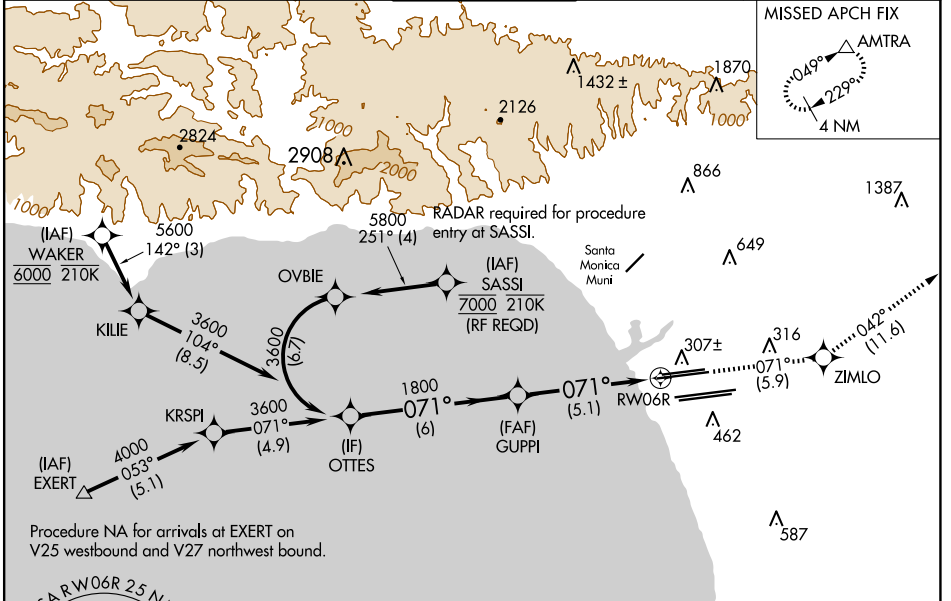 MISSED APCH FIX
AMTRA
049°
229°
4 NM
1432 ±
1870
1000
2126
1000
2824
2908
2000
1000
866
1387
649
(IAF)
WAKER
6000 210K
5600
142° (3)
5800
251° (4)
RADAR required for procedure
entry at SASSI.
Santa
Monica
Muni
OVBIE
(IAF)
SASSI
7000 210K
(RF REQD)
KILIE
3600
104°
(8.5)
3600
(6.7)
042°
(11.6)
307±
316
071°
(5.9)
ZIMLO
RW06R
462
KRSPI
3600
071°
(4.9)
1800
071°
(6)
071°
(5.1)
(IF)
OTTES
(FAF)
GUPPI
(IAF)
EXERT
4000
053°
(5.1)
587
Procedure NA for arrivals at EXERT on
V25 westbound and V27 northwest bound.
RW06R 25